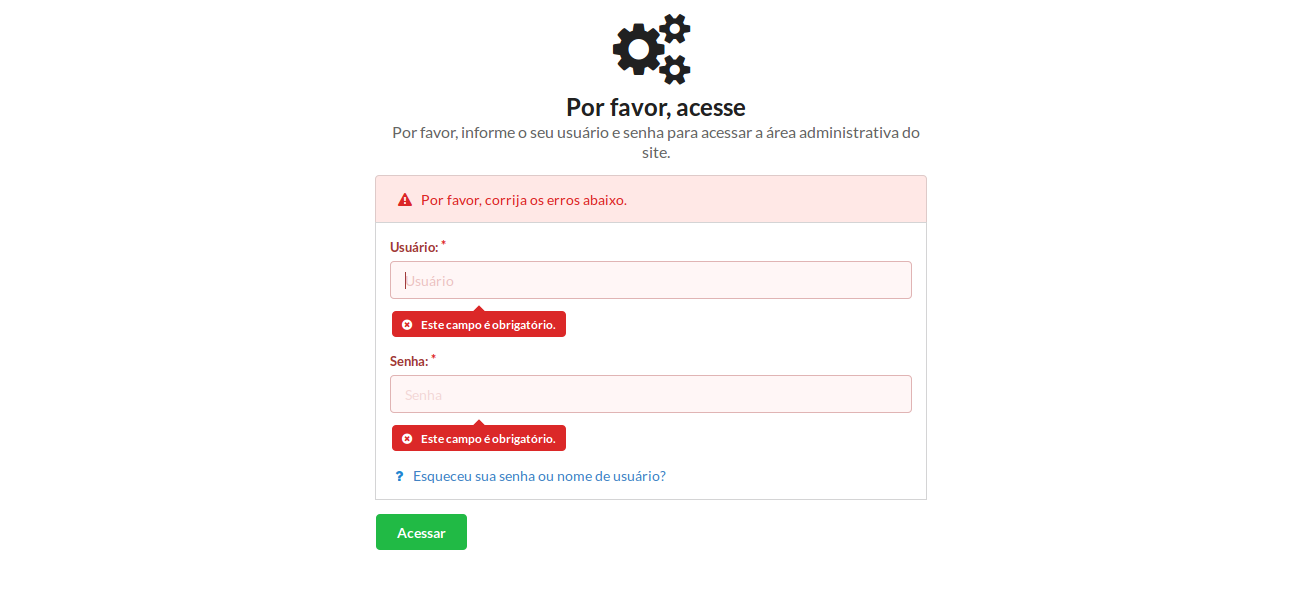 Por favor, acesse
Por favor, informe o seu usuário e senha para acessar a área administrativa do
site.
Por favor, corrija os erros abaixo.
Usuário: *
Usuário
Este campo é obrigatório.
Senha: *
Senha
Este campo é obrigatório.
? Esqueceu sua senha ou nome de usuário?
Acessar